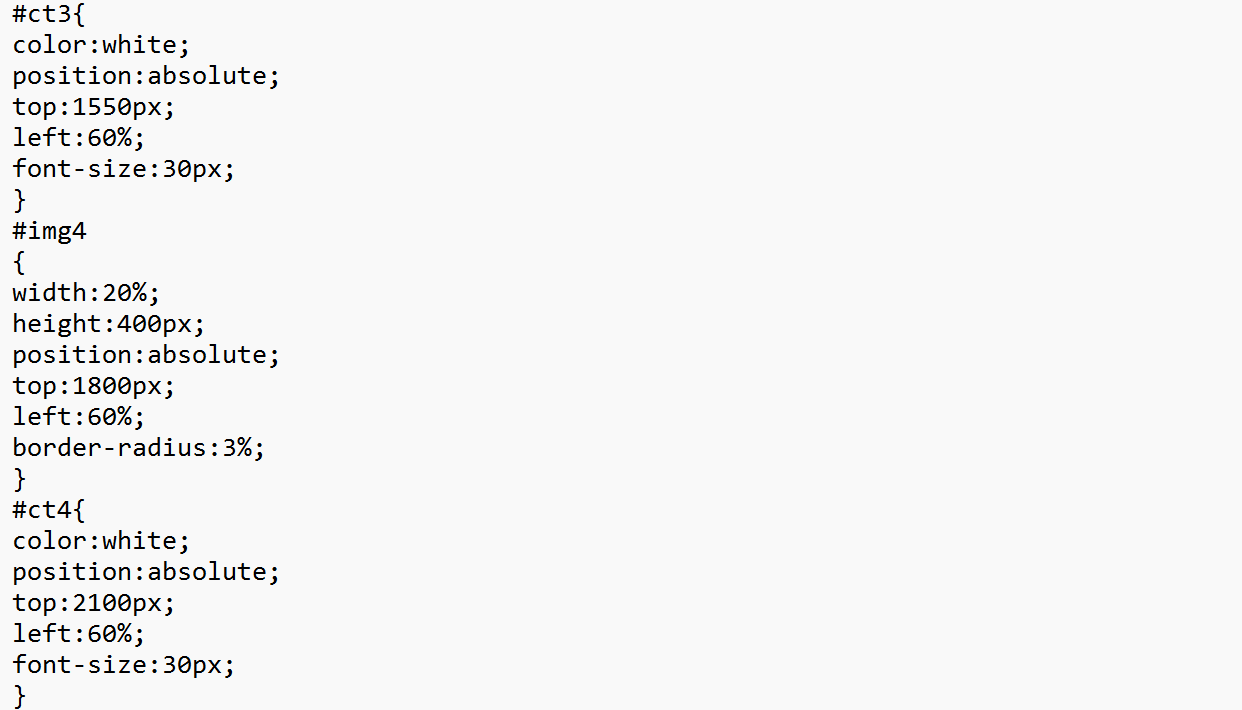 #ct3{
color:white;
position:absolute;
top:1550px;
left:60%;
font-size:30px;
}
#img4
{
width:20%;
height:400px;
position:absolute;
top:1800px;
left:60%;
border-radius:3%;
}
#ct4{
color:white;
position:absolute;
top:2100px;
left:60%;
font-size:30px;
}